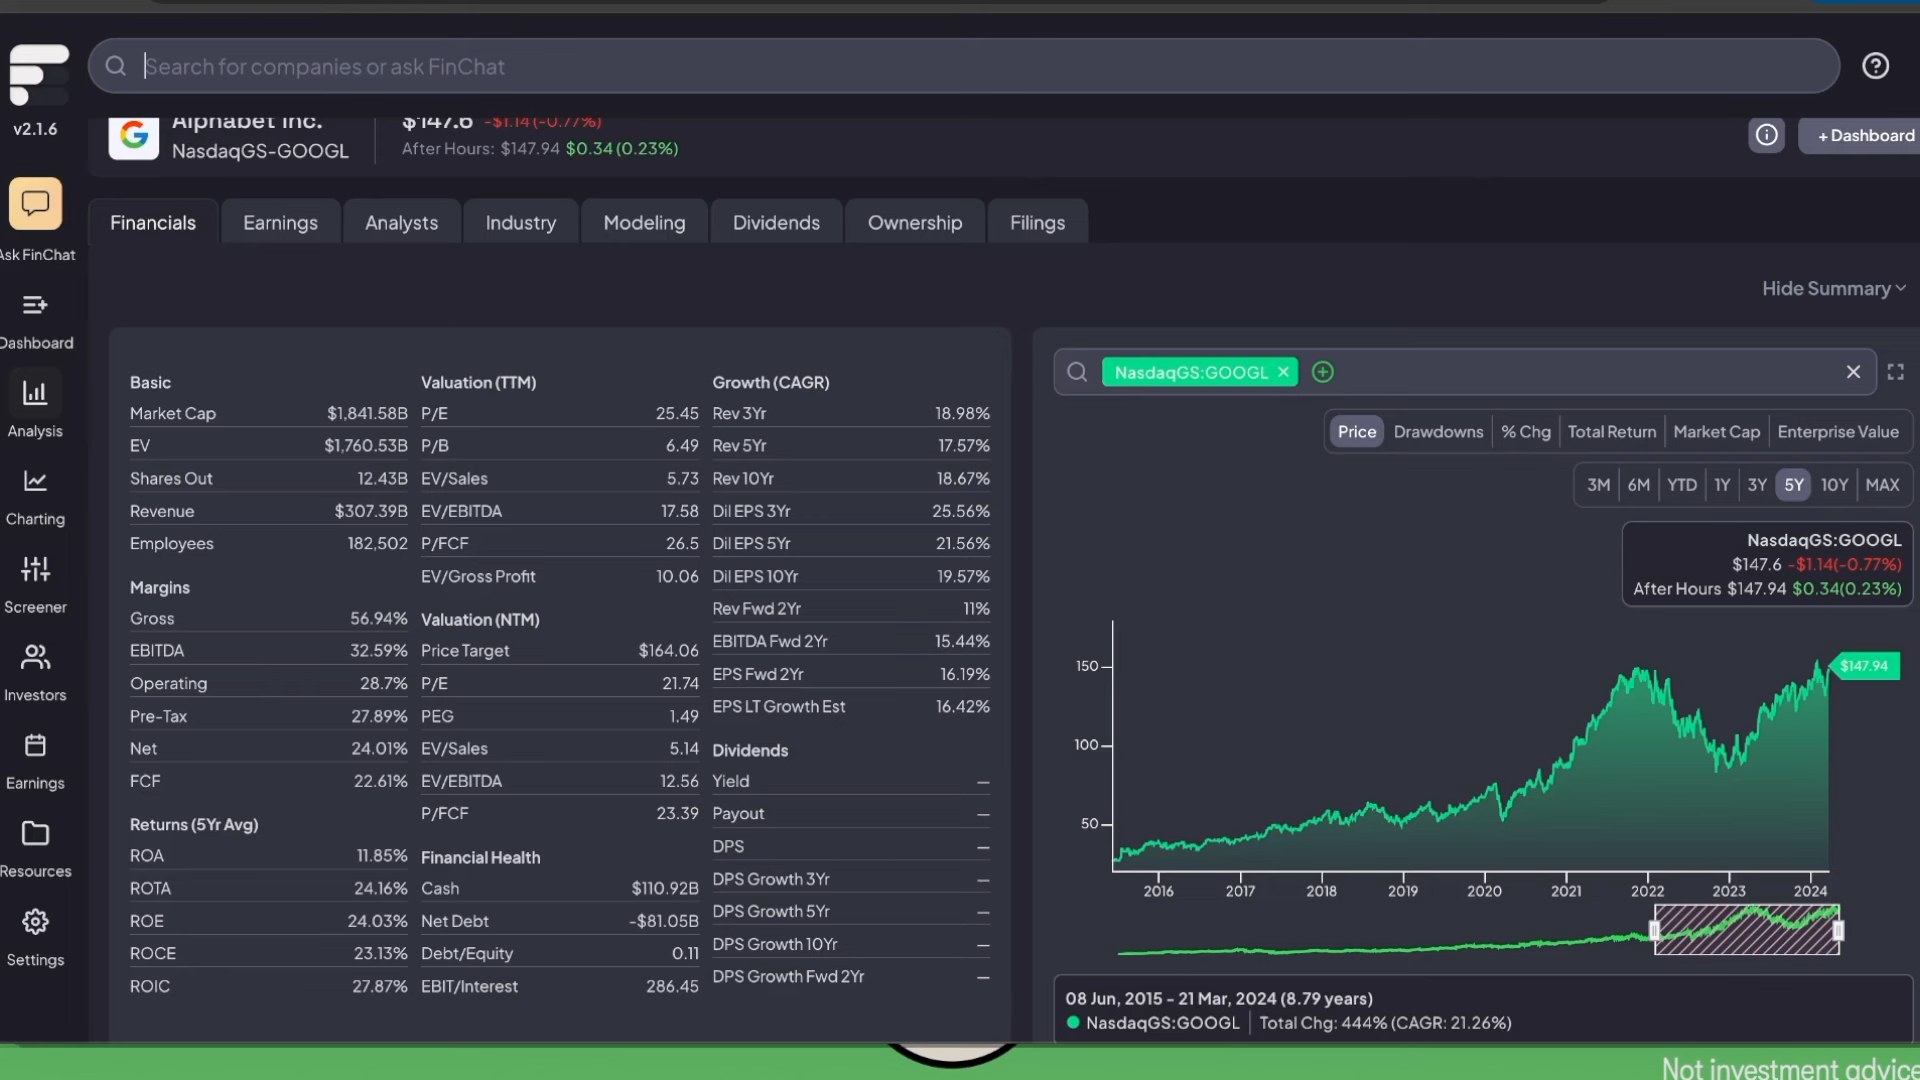 Search for companies or ask FinChat
v2.1.6
Alphabet Inc.
NasdaqGS-GOOGL
$147.6 -$1.14 (-0.77%)
After Hours: $147.94 $0.34 (0.23%)
+ Dashboard
Ask FinChat
Dashboard
Analysis
Charting
Screener
Investors
Earnings
Resources
Settings
Financials
Earnings
Analysts
Industry
Modeling
Dividends
Ownership
Filings
Hide Summary
Basic
Market Cap $1,841.58B
EV $1,760.53B
Shares Out 12.43B
Revenue $307.39B
Employees 182,502
Margins
Gross 56.94%
EBITDA 32.59%
Operating 28.7%
Pre-Tax 27.89%
Net 24.01%
FCF 22.61%
Returns (5Yr Avg)
ROA 11.85%
ROTA 24.16%
ROE 24.03%
ROCE 23.13%
ROIC 27.87%
Valuation (TTM)
P/E 25.45
P/B 6.49
EV/Sales 5.73
EV/EBITDA 17.58
P/FCF 26.5
EV/Gross Profit 10.06
Valuation (NTM)
Price Target $164.06
P/E 21.74
PEG 1.49
EV/Sales 5.14
EV/EBITDA 12.56
P/FCF 23.39
Financial Health
Cash $110.92B
Net Debt -$81.05B
Debt/Equity 0.11
EBIT/Interest 286.45
Growth (CAGR)
Rev 3Yr 18.98%
Rev 5Yr 17.57%
Rev 10Yr 18.67%
Dil EPS 3Yr 25.56%
Dil EPS 5Yr 21.56%
Dil EPS 10Yr 19.57%
Rev Fwd 2Yr 11%
EBITDA Fwd 2Yr 15.44%
EPS Fwd 2Yr 16.19%
EPS LT Growth Est 16.42%
Dividends
Yield —
Payout —
DPS —
DPS Growth 3Yr —
DPS Growth 5Yr —
DPS Growth 10Yr —
DPS Growth Fwd 2Yr —
NasdaqGS:GOOGL
Price Drawdowns % Chg Total Return Market Cap Enterprise Value
3M 6M YTD 1Y 3Y 5Y 10Y MAX
NasdaqGS:GOOGL
$147.6 -$1.14(-0.77%)
After Hours $147.94 $0.34(0.23%)
150
$147.94
100
50
2016 2017 2018 2019 2020 2021 2022 2023 2024
08 Jun, 2015 - 21 Mar, 2024 (8.79 years)
NasdaqGS:GOOGL Total Chg: 444% (CAGR: 21.26%)
Not investment advice